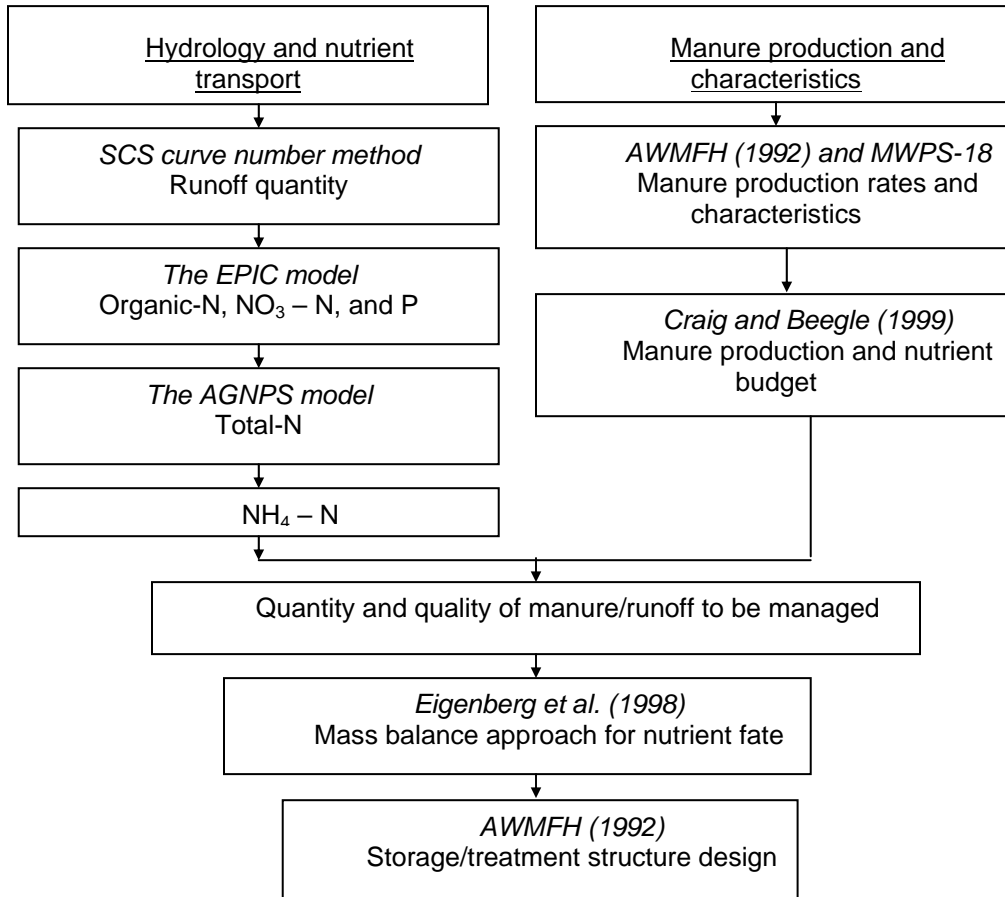 Hydrology and nutrient
transport
SCS curve number method
Runoff quantity
The EPIC model
Organic-N, NO₃ – N, and P
The AGNPS model
Total-N
NH₄ – N
Manure production and
characteristics
AWMFH (1992) and MWPS-18
Manure production rates and
characteristics
Craig and Beegle (1999)
Manure production and nutrient
budget
Quantity and quality of manure/runoff to be managed
Eigenberg et al. (1998)
Mass balance approach for nutrient fate
AWMFH (1992)
Storage/treatment structure design